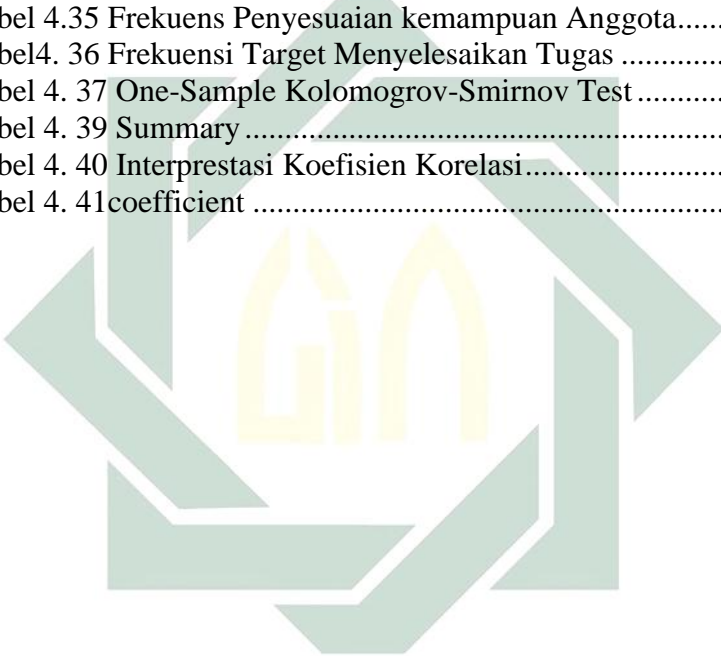 bel 4.35 Frekuens Penyesuaian kemampuan Anggota......
bel4. 36 Frekuensi Target Menyelesaikan Tugas ..............
bel 4. 37 One-Sample Kolomogrov-Smirnov Test ............
bel 4. 39 Summary .............................................................
bel 4. 40 Interprestasi Koefisien Korelasi..........................
bel 4. 41coefficient ............................................................